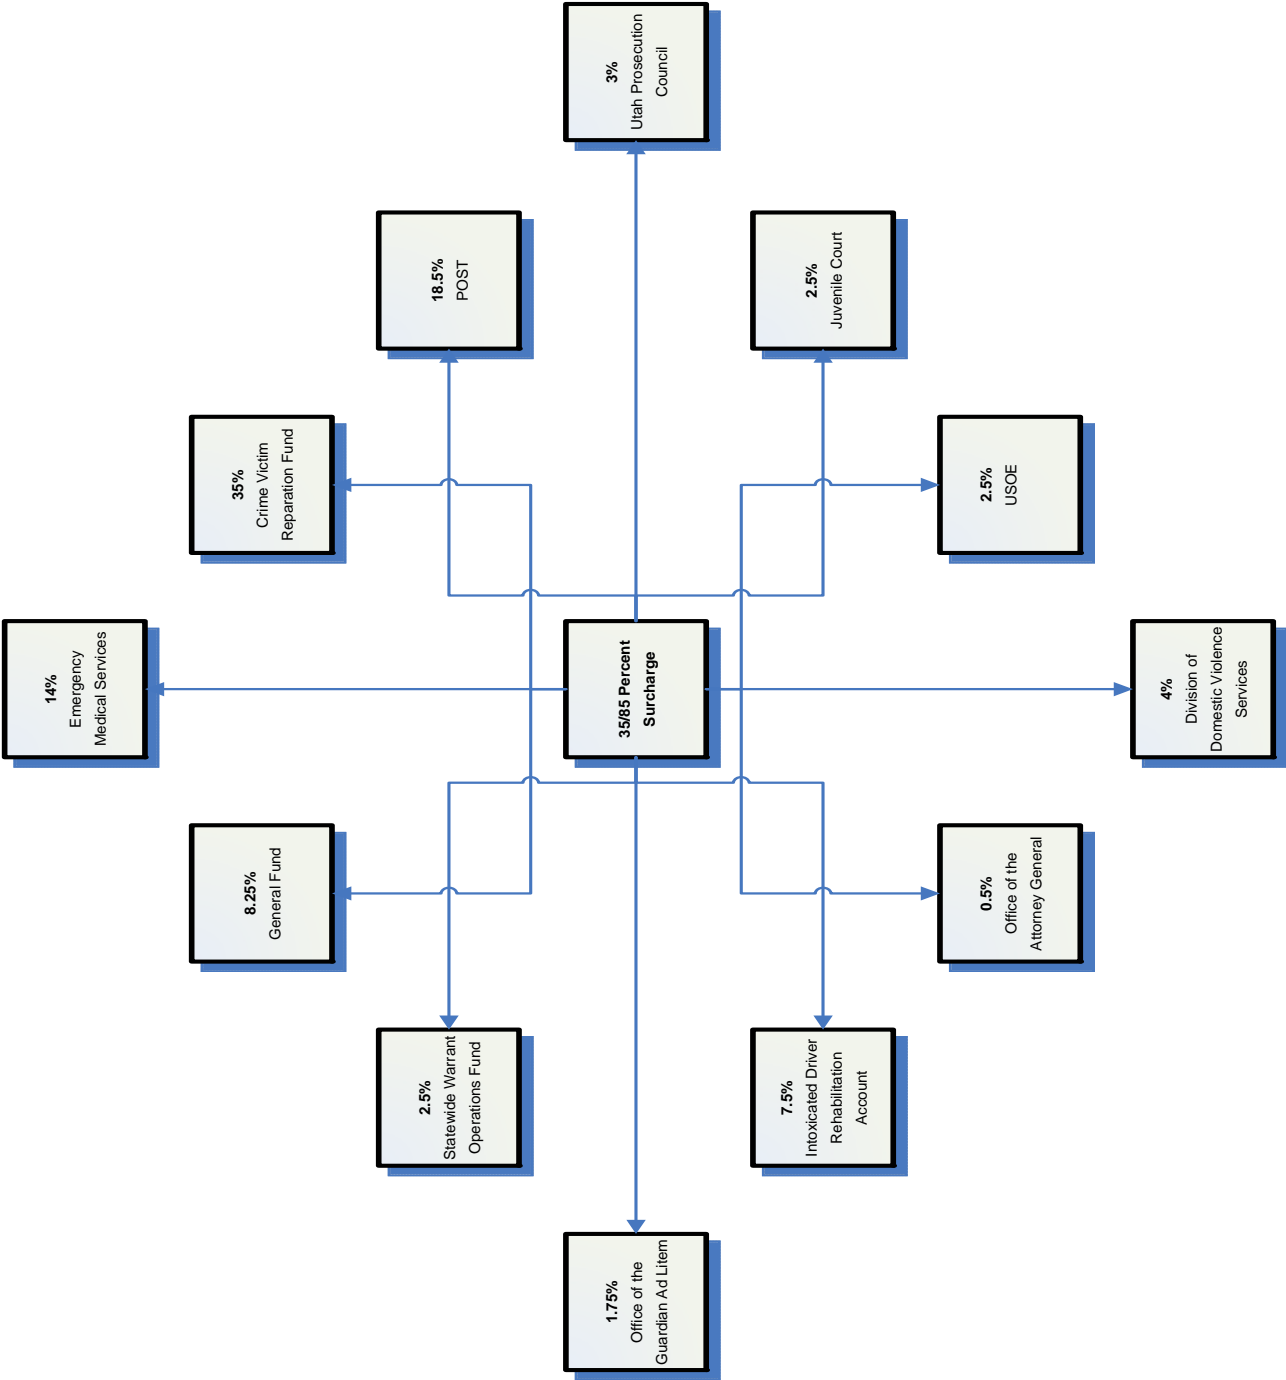 3%
Utah Prosecution
Council
18.5%
POST
2.5%
Juvenile Court
35%
Crime Victim
Reparation Fund
2.5%
USOE
14%
Emergency
Medical Services
35/85 Percent
Surcharge
4%
Division of
Domestic Violence
Services
8.25%
General Fund
0.5%
Office of the
Attorney General
2.5%
Statewide Warrant
Operations Fund
7.5%
Intoxicated Driver
Rehabilitation
Account
1.75%
Office of the
Guardian Ad Litem